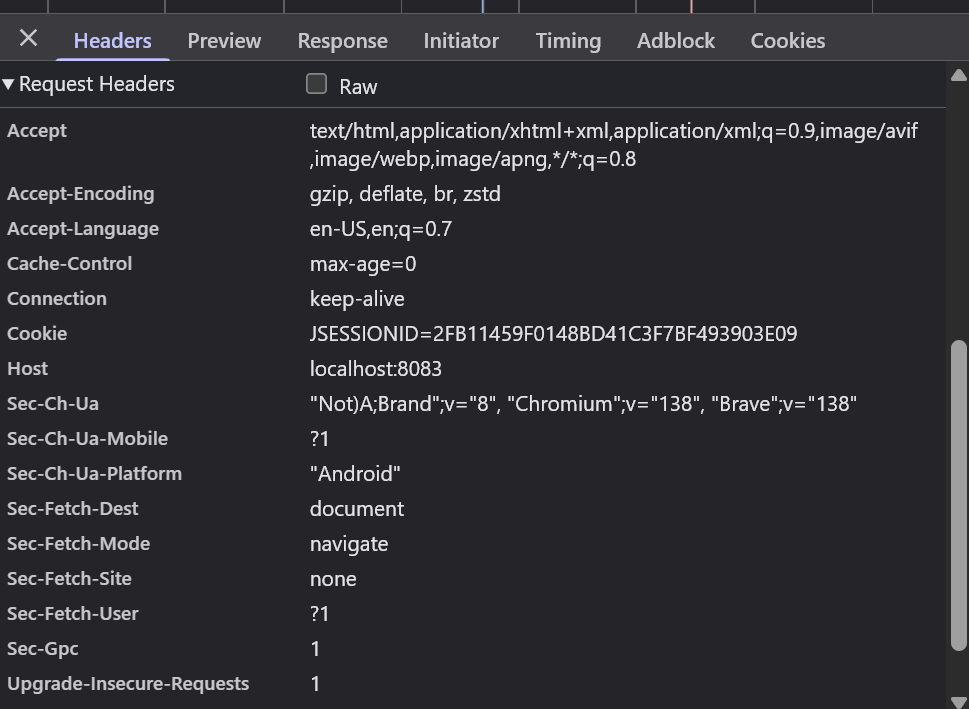 Headers Preview Response Initiator Timing Adblock Cookies
Request Headers Raw
Accept text/html,application/xhtml+xml,application/xml;q=0.9,image/avif
,image/webp,image/apng,*/*;q=0.8
Accept-Encoding gzip, deflate, br, zstd
Accept-Language en-US,en;q=0.7
Cache-Control max-age=0
Connection keep-alive
Cookie JSESSIONID=2FB11459F0148BD41C3F7BF493903E09
Host localhost:8083
Sec-Ch-Ua "Not)A;Brand";v="8", "Chromium";v="138", "Brave";v="138"
Sec-Ch-Ua-Mobile ?1
Sec-Ch-Ua-Platform "Android"
Sec-Fetch-Dest document
Sec-Fetch-Mode navigate
Sec-Fetch-Site none
Sec-Fetch-User ?1
Sec-Gpc 1
Upgrade-Insecure-Requests 1